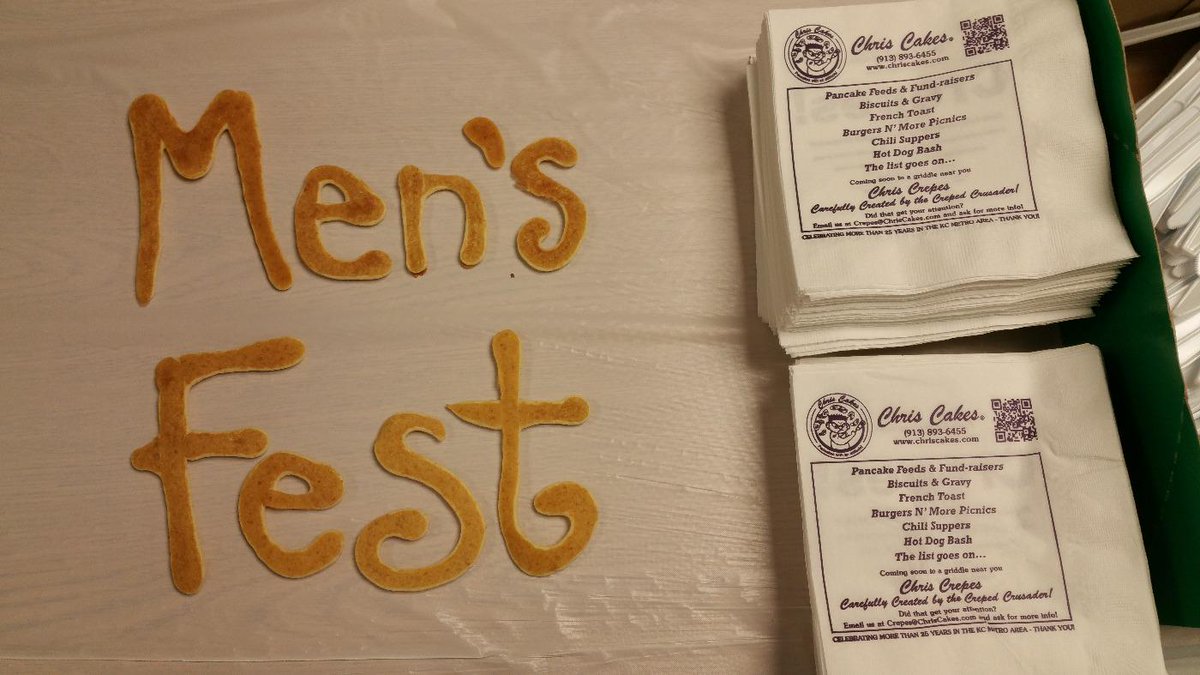 Men's
Fest
Chris Cakes
Chris Cakes®
(913) 893-6455
www.chriscakes.com
Pancake Feeds & Fund-raisers
Biscuits & Gravy
French Toast
Burgers N' More Picnics
Chili Suppers
Hot Dog Bash
The list goes on...
Coming soon to a griddle near you
Chris Crepes
Carefully Created by the Creped Crusader!
Did that get your attention?
Email us at Crepes@ChrisCakes.com and ask for more info!
CELEBRATING MORE THAN 25 YEARS IN THE KC METRO AREA - THANK YOU!
Chris Cakes
Chris Cakes®
(913) 893-6455
www.chriscakes.com
Pancake Feeds & Fund-raisers
Biscuits & Gravy
French Toast
Burgers N' More Picnics
Chili Suppers
Hot Dog Bash
The list goes on...
Coming soon to a griddle near you
Chris Crepes
Carefully Created by the Creped Crusader!
Did that get your attention?
Email us at Crepes@ChrisCakes.com and ask for more info!
CELEBRATING MORE THAN 25 YEARS IN THE KC METRO AREA - THANK YOU!